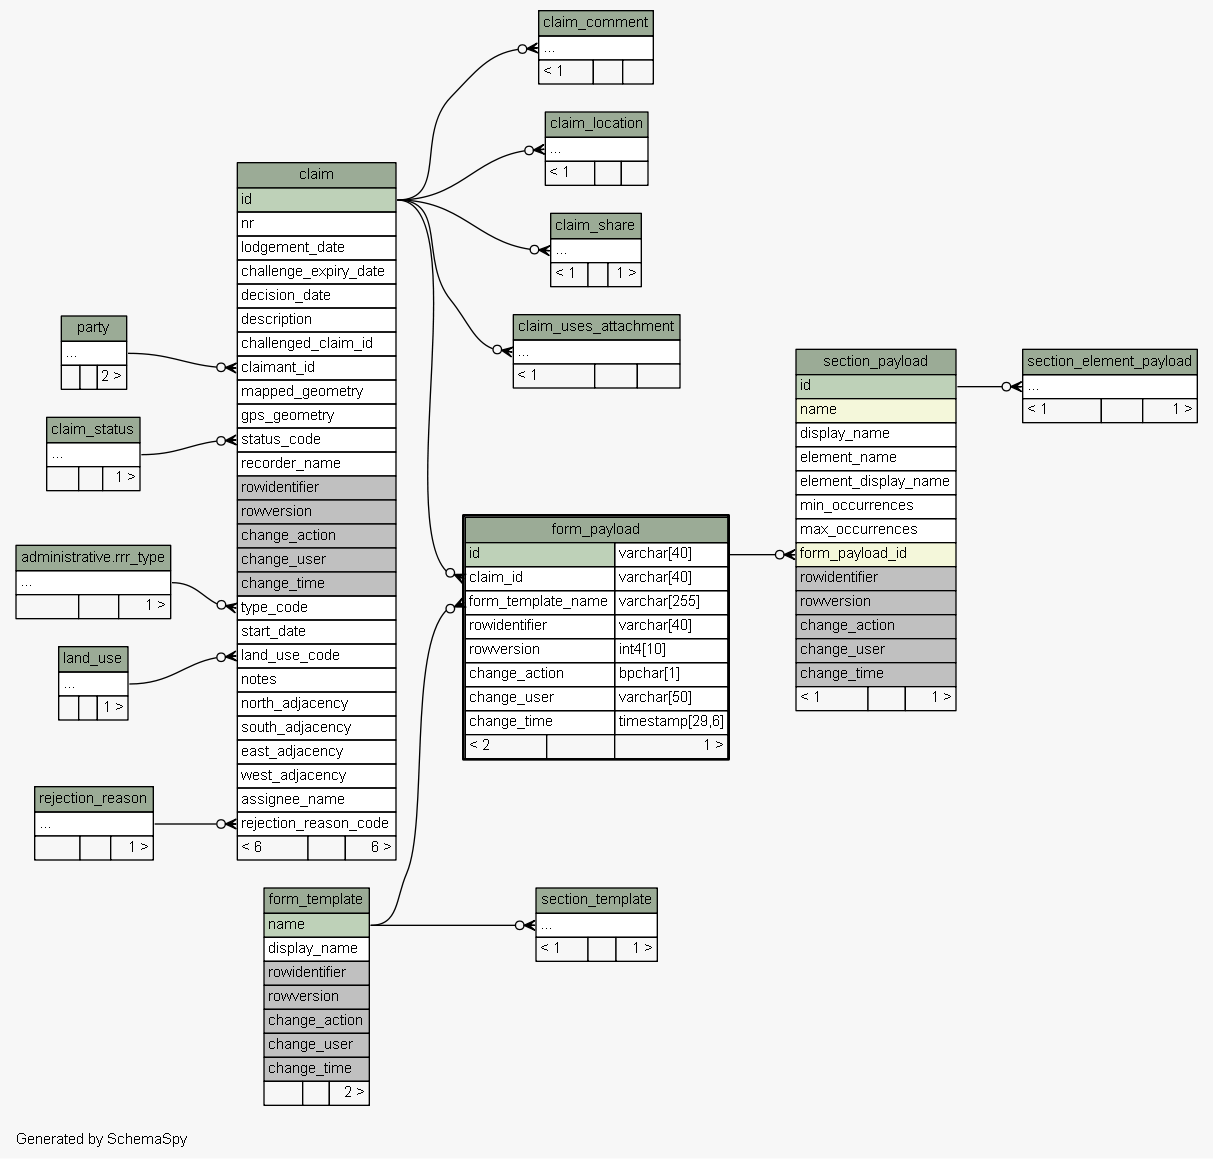 claim_comment
...
< 1
claim_location
...
< 1
claim_share
...
< 1 1 >
claim_uses_attachment
...
< 1
claim
id
nr
lodgement_date
challenge_expiry_date
decision_date
description
challenged_claim_id
claimant_id
mapped_geometry
gps_geometry
status_code
recorder_name
rowidentifier
rowversion
change_action
change_user
change_time
type_code
start_date
land_use_code
notes
north_adjacency
south_adjacency
east_adjacency
west_adjacency
assignee_name
rejection_reason_code
< 6 6 >
party
...
2 >
claim_status
...
1 >
administrative.rrr_type
...
1 >
land_use
...
1 >
rejection_reason
...
1 >
form_payload
id varchar[40]
claim_id varchar[40]
form_template_name varchar[255]
rowidentifier varchar[40]
rowversion int4[10]
change_action bpchar[1]
change_user varchar[50]
change_time timestamp[29,6]
< 2 1 >
section_payload
id
name
display_name
element_name
element_display_name
min_occurrences
max_occurrences
form_payload_id
rowidentifier
rowversion
change_action
change_user
change_time
< 1 1 >
section_element_payload
...
< 1 1 >
form_template
name
display_name
rowidentifier
rowversion
change_action
change_user
change_time
2 >
section_template
...
< 1 1 >
Generated by SchemaSpy